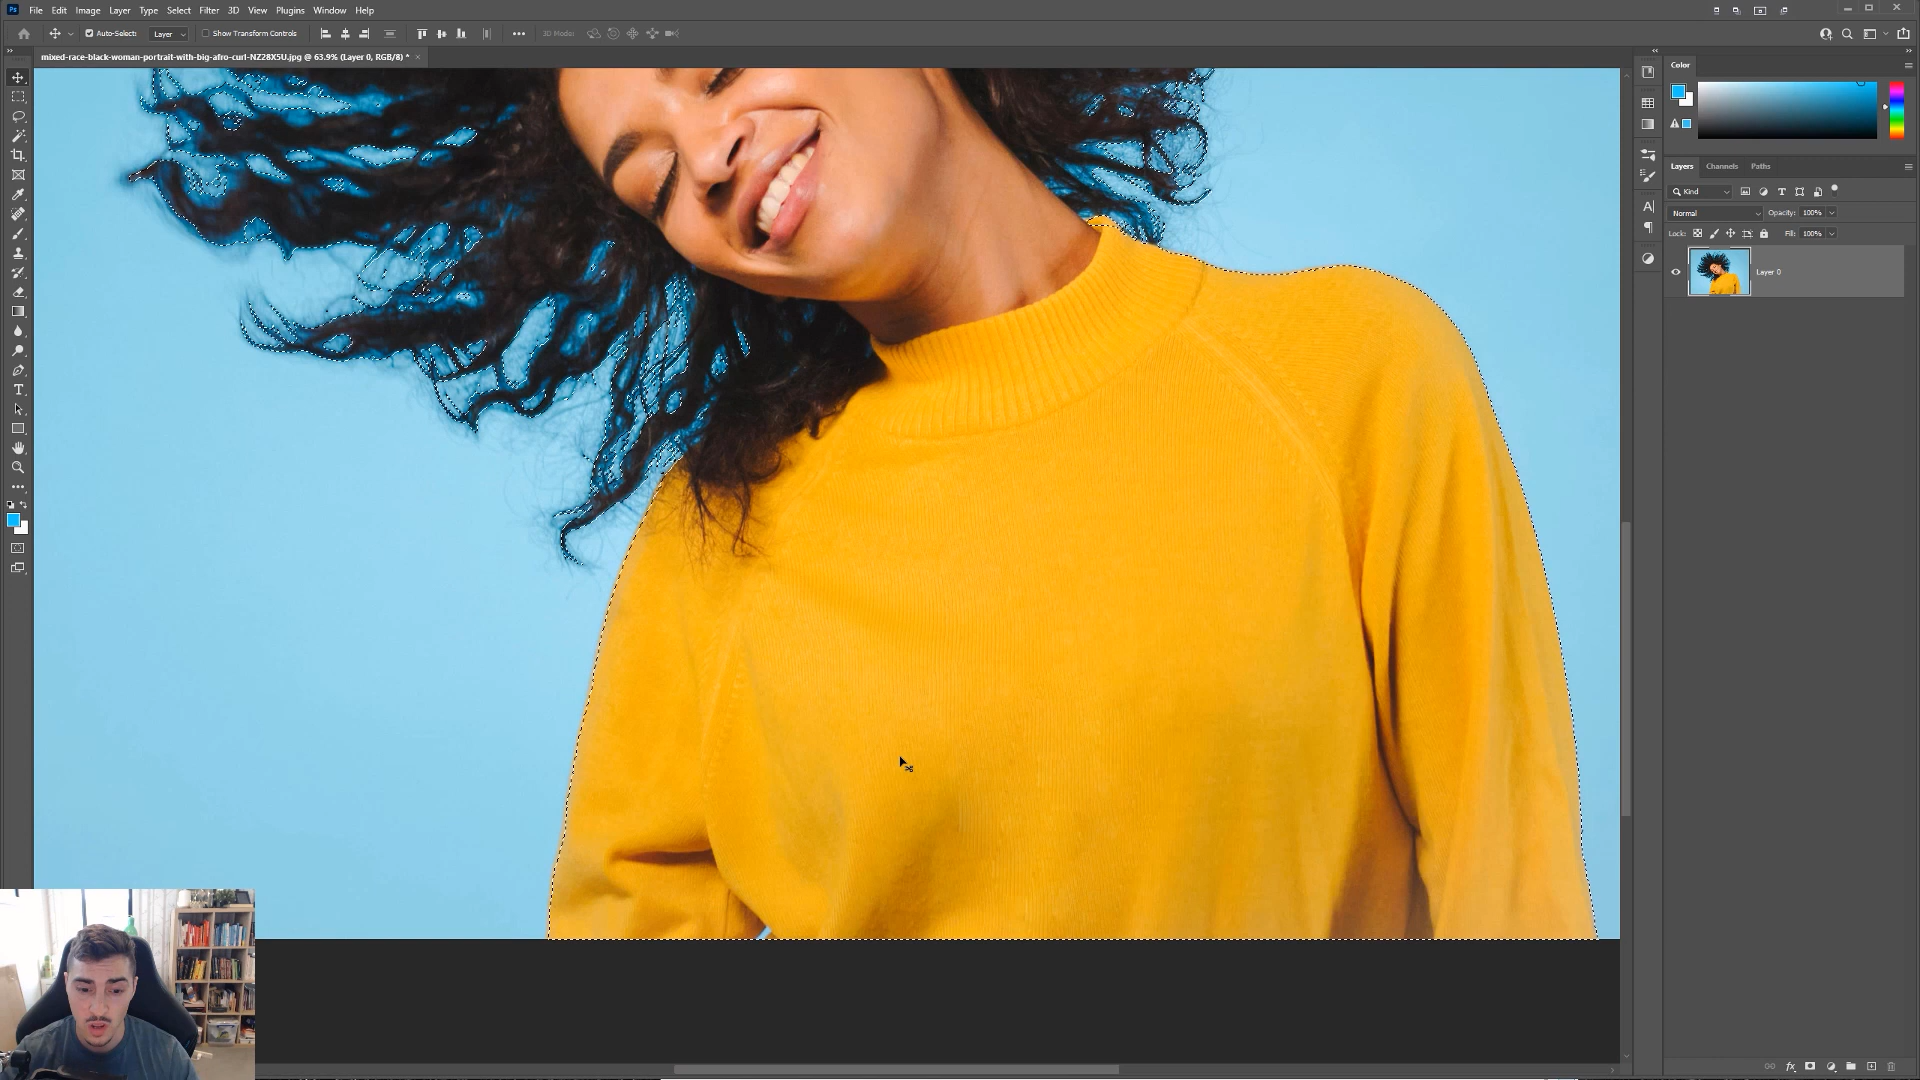 Ps File Edit Image Layer Type Select Filter 3D View Plugins Window Help
Auto-Select: Layer Show Transform Controls 3D Mode:
mixed-race-black-woman-portrait-with-big-afro-curl-NZ28X5U.jpg @ 63.9% (Layer 0, RGB/8) *
Color
Layers Channels Paths
Kind
Normal Opacity: 100%
Lock: Fill: 100%
Layer 0